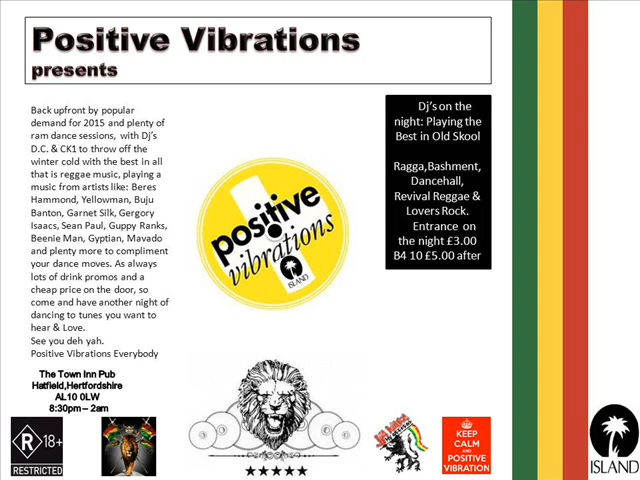 Positive Vibrations
presents
Back upfront by popular
demand for 2015 and plenty of
ram dance sessions, with Dj's
D.C. & CK1 to throw off the
winter cold with the best in all
that is reggae music, playing a
music from artists like: Beres
Hammond, Yellowman, Buju
Banton, Garnet Silk, Gergory
Isaacs, Sean Paul, Guppy Ranks,
Beenie Man, Gyptian, Mavado
and plenty more to compliment
your dance moves. As always
lots of drink promos and a
cheap price on the door, so
come and have another night of
dancing to tunes you want to
hear & Love.
See you deh yah.
Positive Vibrations Everybody
The Town Inn Pub
Hatfield,Hertfordshire
AL10 0LW
8:30pm – 2am
R 18+
RESTRICTED
positive
vibrations
ISLAND
Dj's on the
night: Playing the
Best in Old Skool
Ragga,Bashment,
Dancehall,
Revival Reggae &
Lovers Rock.
Entrance on
the night £3.00
B4 10 £5.00 after
KEEP
CALM
AND
POSITIVE
VIBRATION
ISLAND